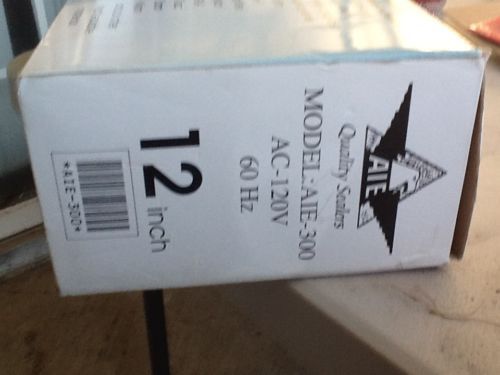 AIE
Quality Sealers
MODEL:AIE-300
AC-120V
60 Hz
12 inch
*AIE-300*